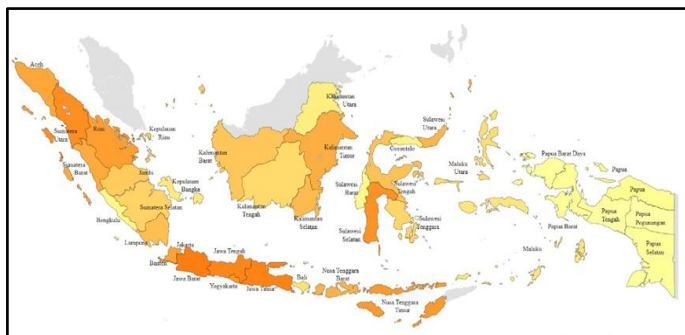 Aceh
Sumatera
Utara
Riau
Kepulauan
Riau
Sumatera
Barat
Jambi
Kepulauan
Bangka
Bengkulu
Sumatera Selatan
Lampung
Jakarta
Banten
Jawa Barat
Jawa Tengah
Yogyakarta
Jawa Timur
Bali
Nusa Tenggara
Barat
Nusa Tenggara
Timur
Kalimantan
Barat
Kalimantan
Tengah
Kalimantan
Selatan
Kalimantan
Timur
Kalimantan
Utara
Sulawesi
Utara
Gorontalo
Sulawesi
Tengah
Sulawesi
Barat
Sulawesi
Selatan
Sulawesi
Tenggara
Maluku
Utara
Maluku
Papua Barat Daya
Papua Barat
Papua
Papua
Papua
Tengah
Papua
Pegunungan
Papua
Selatan